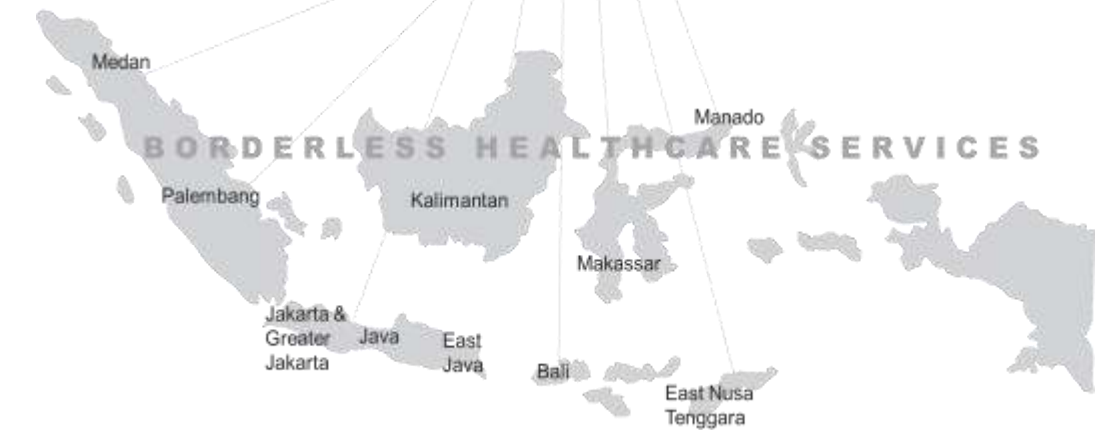 Medan
Manado
BORDERLESS HEALTHCARE SERVICES
Palembang
Kalimantan
Makassar
Jakarta &
Greater
Jakarta
Java
East
Java
Bali
East Nusa
Tenggara